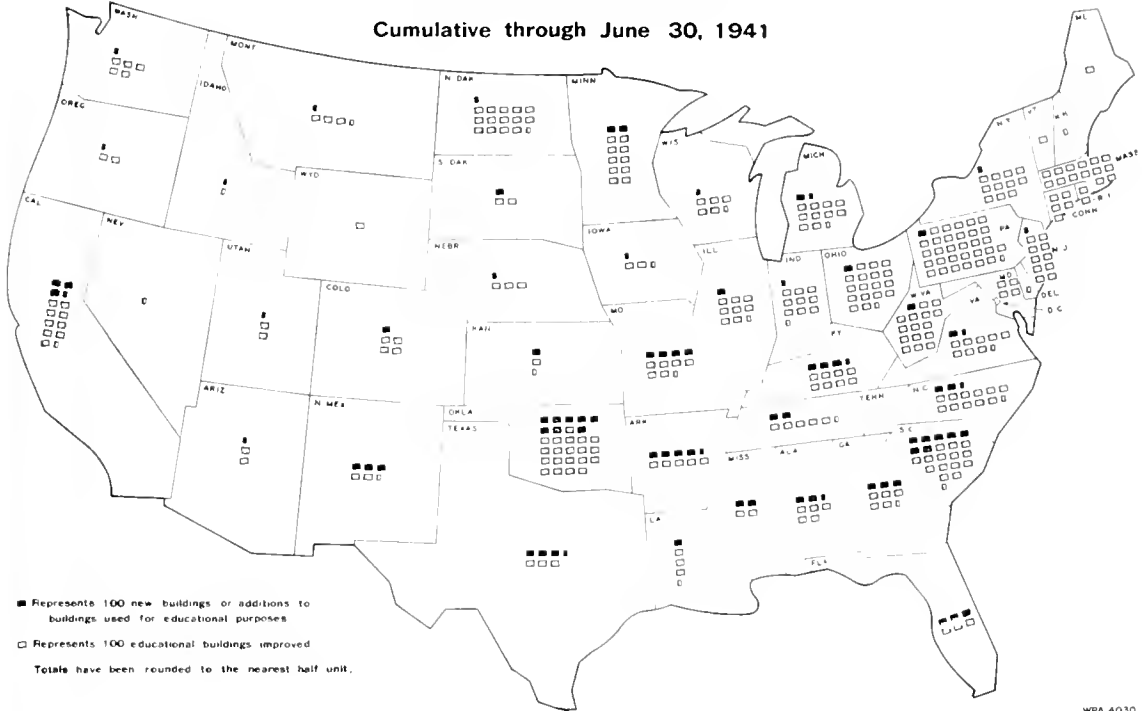 Cumulative through June 30, 1941
WASH
MONT
IDAHO
OREG
N DAK
MINN
S. DAK
WYO
WIS
MICH
N Y
VT
N H
ME
MASS
R I
CONN
CAL
NEV
UTAH
COLO
NEBR
IOWA
ILL
IND
OHIO
PA
N J
MD
DEL
D C
W VA
VA
KAN
MO
KY
ARIZ
N MEX
OKLA
TEXAS
ARK
TENN
N.C
S.C
MISS
ALA
GA
LA
FLA
Represents 100 new buildings or additions to
buildings used for educational purposes
Represents 100 educational buildings improved
Totals have been rounded to the nearest half unit.
WPA 4030